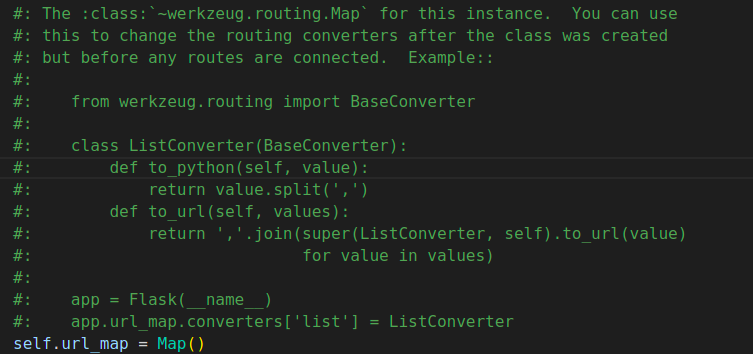 #: The :class:`~werkzeug.routing.Map` for this instance.  You can use
#: this to change the routing converters after the class was created
#: but before any routes are connected.  Example::
#:
#:    from werkzeug.routing import BaseConverter
#:
#:    class ListConverter(BaseConverter):
#:        def to_python(self, value):
#:            return value.split(',')
#:        def to_url(self, values):
#:            return ','.join(super(ListConverter, self).to_url(value)
#:                            for value in values)
#:
#:    app = Flask(__name__)
#:    app.url_map.converters['list'] = ListConverter
self.url_map = Map()